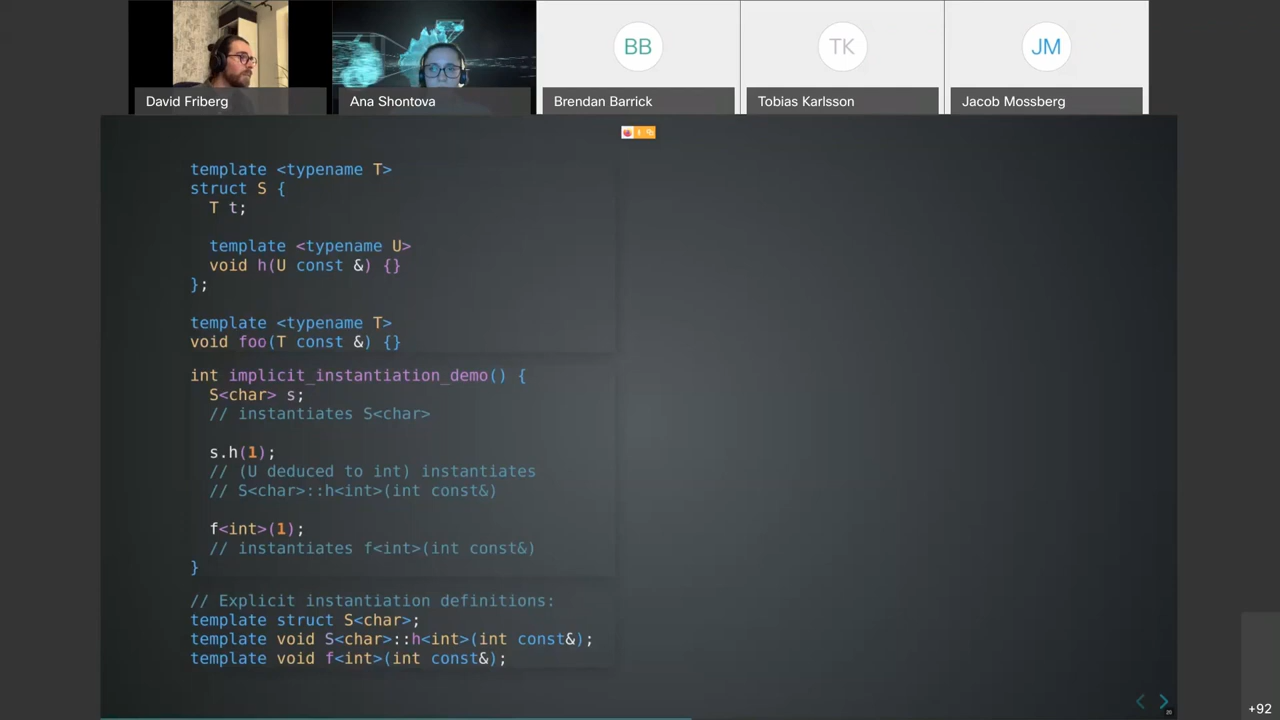 David Friberg
Ana Shontova
BB
Brendan Barrick
TK
Tobias Karlsson
JM
Jacob Mossberg
template <typename T>
struct S {
  T t;
  template <typename U>
  void h(U const &) {}
};
template <typename T>
void foo(T const &) {}
int implicit_instantiation_demo() {
  S<char> s;
  // instantiates S<char>
  s.h(1);
  // (U deduced to int) instantiates
  // S<char>::h<int>(int const&)
  f<int>(1);
  // instantiates f<int>(int const&)
}
// Explicit instantiation definitions:
template struct S<char>;
template void S<char>::h<int>(int const&);
template void f<int>(int const&);
+92